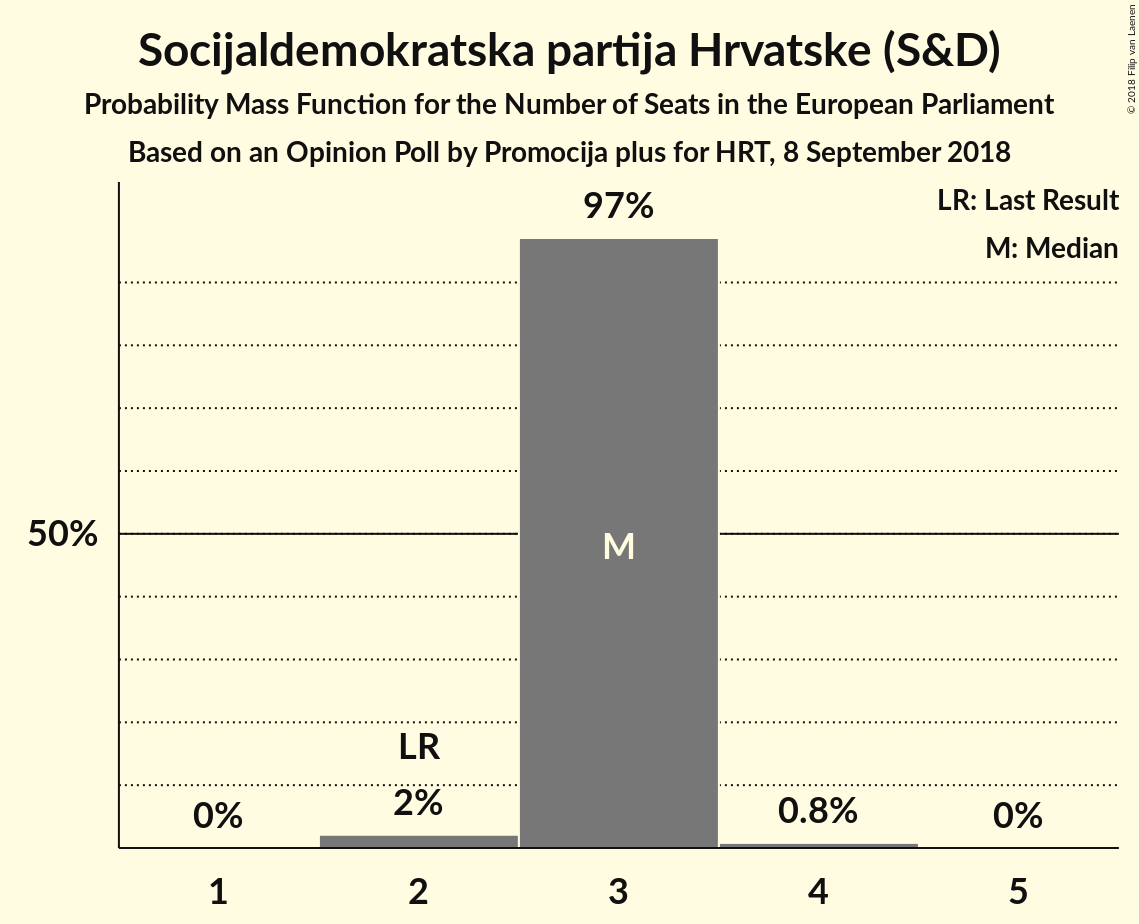 Socijaldemokratska partija Hrvatske (S&D)
Probability Mass Function for the Number of Seats in the European Parliament
Based on an Opinion Poll by Promocija plus for HRT, 8 September 2018
© 2018 Filip van Laenen
LR: Last Result
M: Median
97%
50%
M
LR
0%
2%
0.8%
0%
1 2 3 4 5